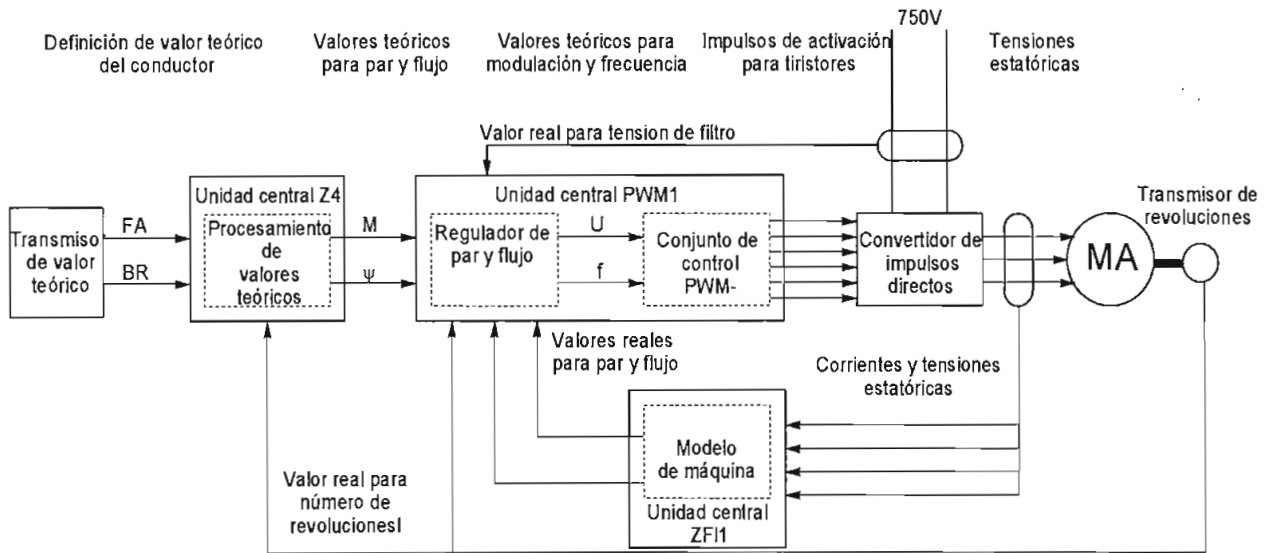 750V
Definición de valor teórico
del conductor
Valores teóricos
para par y flujo
Valores teóricos para
modulación y frecuencia
Impulsos de activación
para tiristores
Tensiones
estatóricas
Valor real para tension de filtro
Unidad central Z4
Unidad central PWM1
Transmisor de
revoluciones
Transmiso
de valor
teórico
FA
BR
Procesamiento
de
valores
teóricos
M
ψ
Regulador de
par y flujo
U
f
Conjunto de
control
PWM-
Convertidor de
impulsos
directos
MA
Valores reales
para par y flujo
Corrientes y tensiones
estatóricas
Modelo
de máquina
Unidad central
ZFI1
Valor real para
número de
revolucionesl